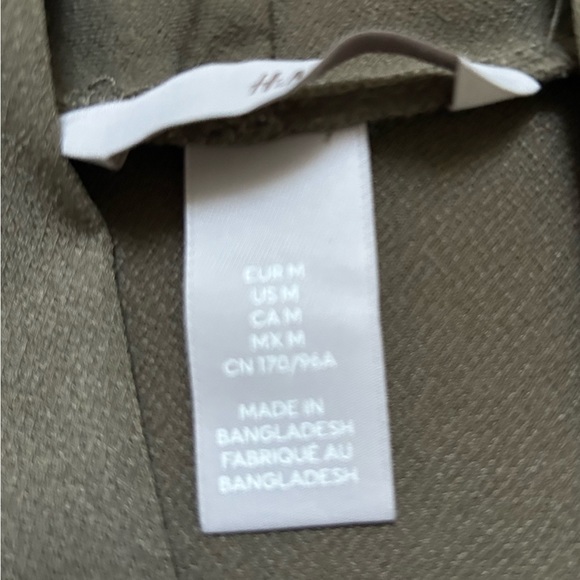 EUR M
US M
CA M
MX M
CN 170/96A
MADE IN
BANGLADESH
FABRIQUÉ AU
BANGLADESH